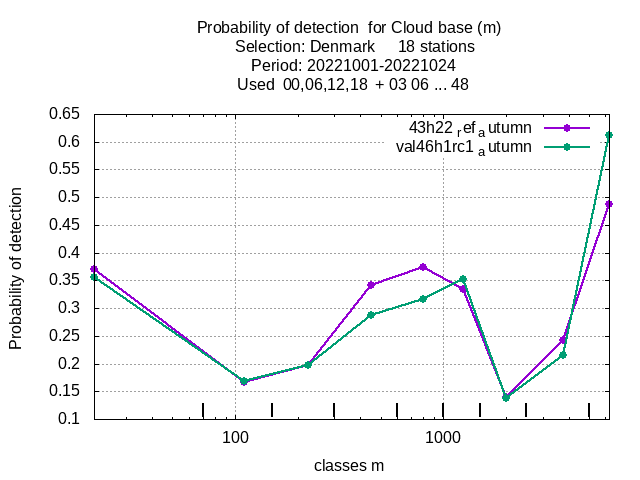 Probability of detection  for Cloud base (m)
Selection: Denmark     18 stations
Period: 20221001-20221024
Used  00,06,12,18  + 03 06 ... 48
43h22 ref autumn
val46h1rc1 autumn
0.65
0.6
0.55
0.5
0.45
0.4
0.35
0.3
0.25
0.2
0.15
0.1
Probability of detection
100
1000
classes m